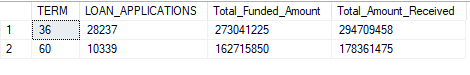 TERM LOAN_APPLICATIONS Total_Funded_Amount Total_Amount_Received
1 36 28237 273041225 294709458
2 60 10339 162715850 178361475